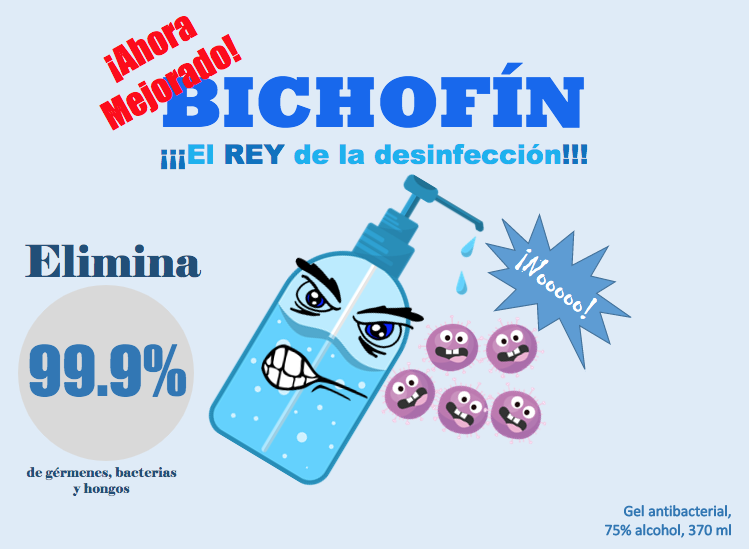 ¡Ahora
Mejorado!
BICHOFÍN
¡¡¡El REY de la desinfección!!!
Elimina
99.9%
de gérmenes, bacterias
y hongos
¡Nooooo!
Gel antibacterial,
75% alcohol, 370 ml